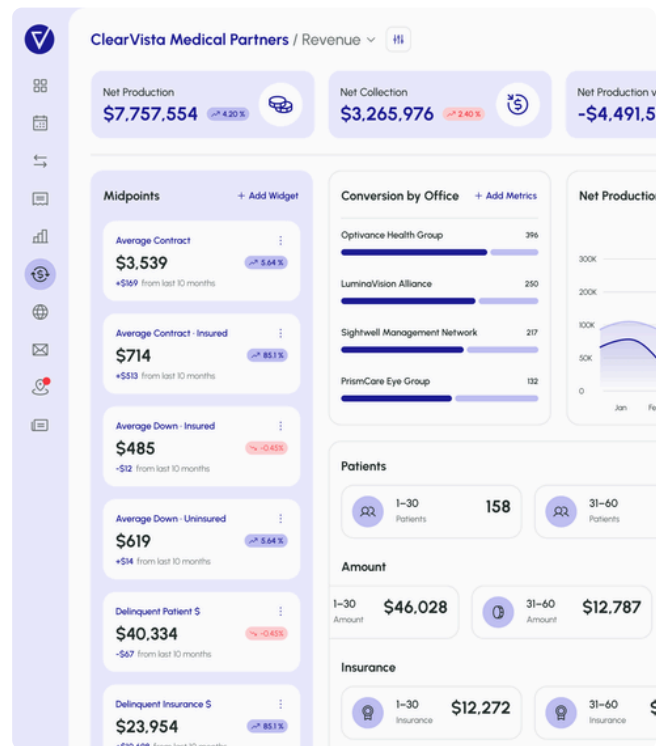 ClearVista Medical Partners / Revenue
Net Production
$7,757,554 4.20 %
Net Collection
$3,265,976 2.40 %
Net Production v
-$4,491,5
Midpoints + Add Widget
Average Contract
$3,539 5.64 %
+$169 from last 10 months
Average Contract · Insured
$714 85.1 %
+$513 from last 10 months
Average Down · Insured
$485 -0.45%
-$12 from last 10 months
Average Down · Uninsured
$619 5.64 %
+$14 from last 10 months
Delinquent Patient $
$40,334 -0.45%
-$67 from last 10 months
Delinquent Insurance $
$23,954 85.1 %
from last 10 months
Conversion by Office + Add Metrics
Optivance Health Group 396
LuminaVision Alliance 250
Sightwell Management Network 217
PrismCare Eye Group 132
Net Production
300K
200K
100K
50K
0
Jan Fe
Patients
1–30 158
Patients
31–60
Patients
Amount
1–30 $46,028
Amount
31–60 $12,787
Amount
Insurance
1–30 $12,272
Insurance
31–60 $
Insurance